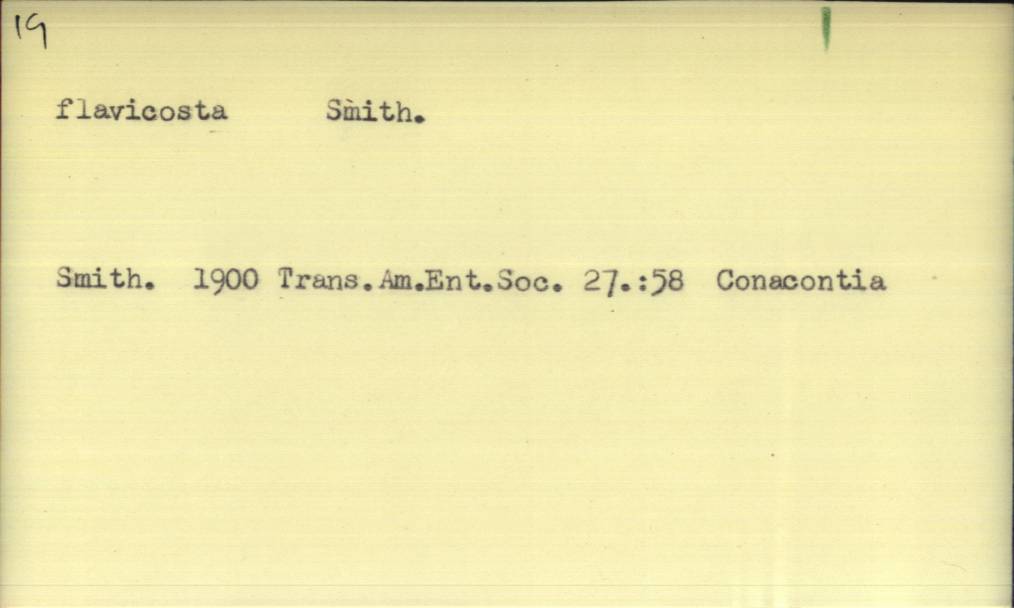 19
flavicosta Smith.
Smith. 1900 Trans.Am.Ent.Soc. 27.:58 Conacontia